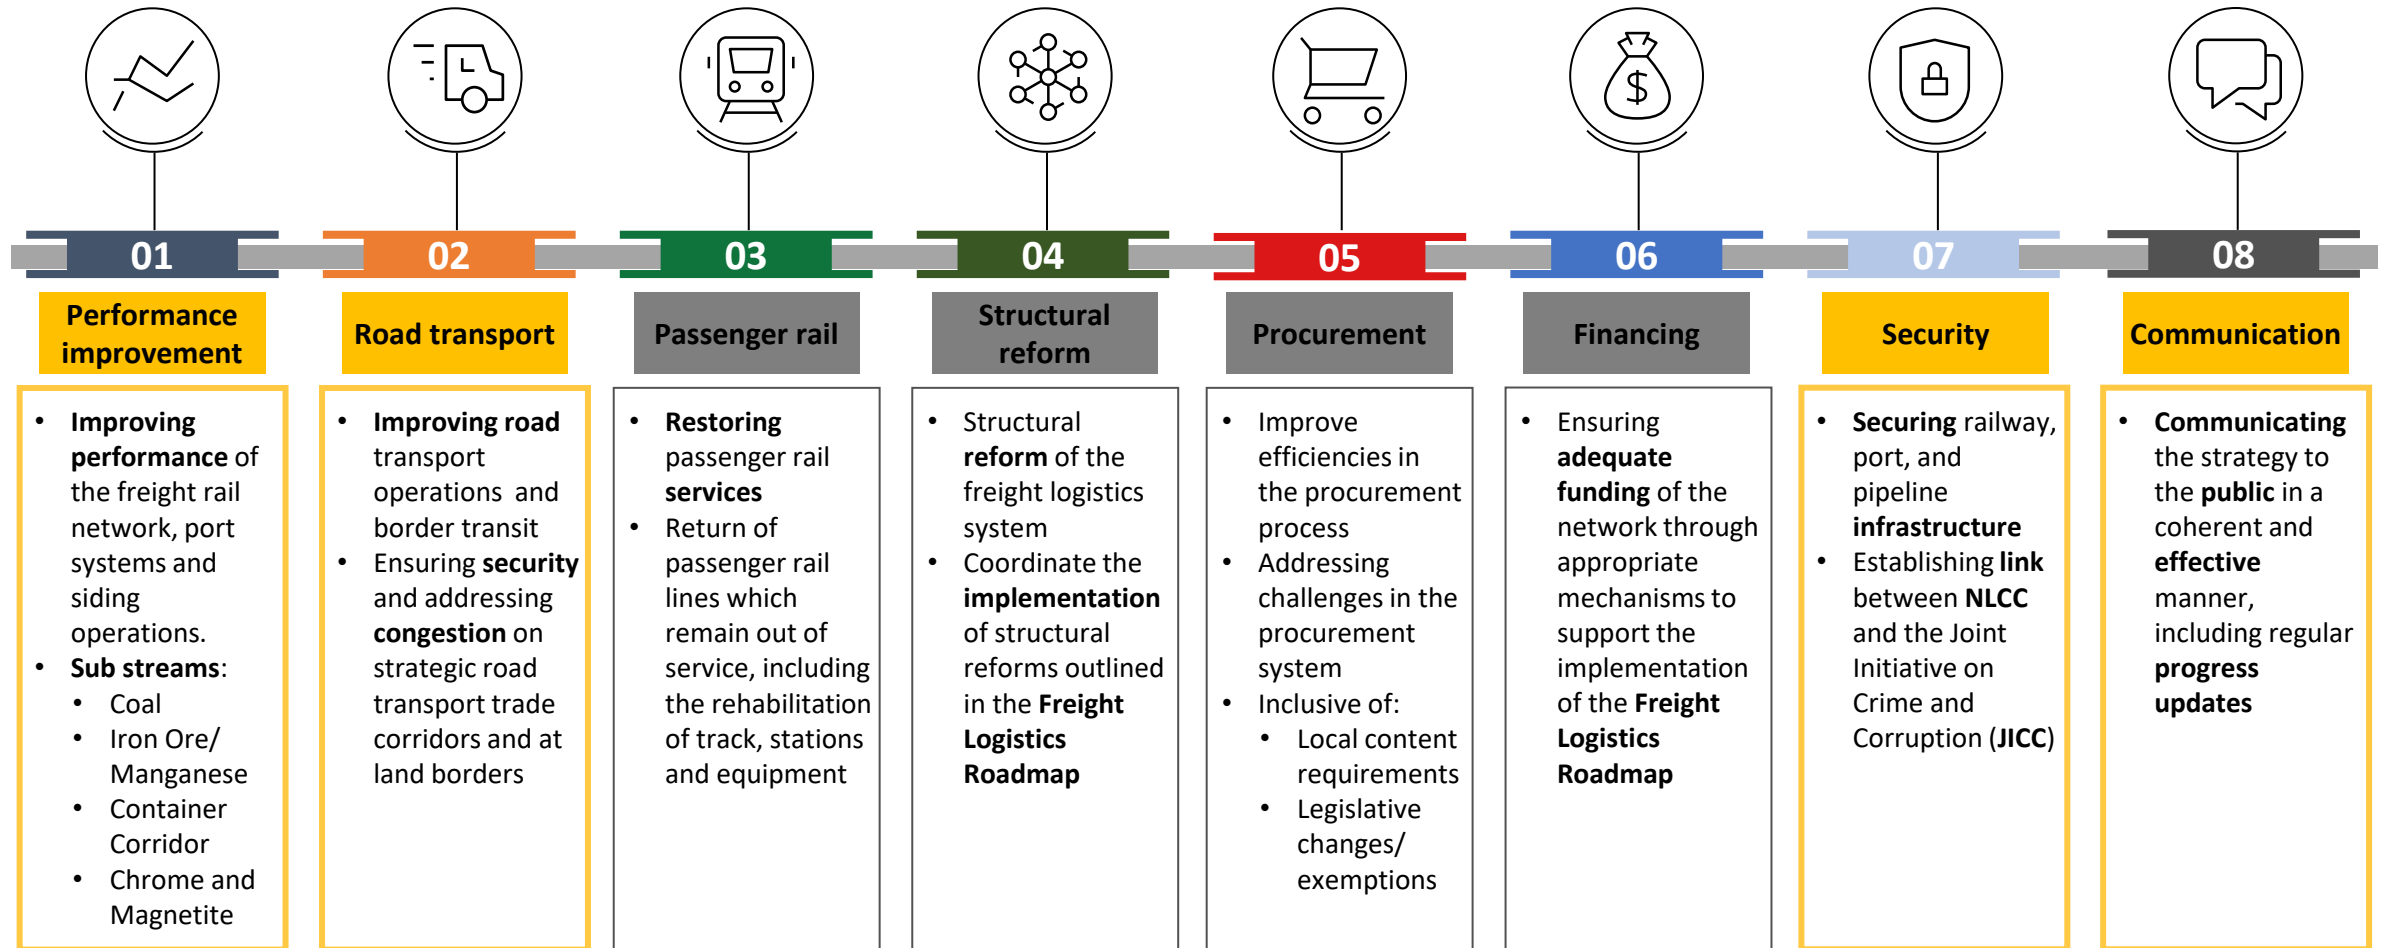 01
02
03
04
05
06
07
08
Performance
improvement
Road transport
Passenger rail
Structural
reform
Procurement
Financing
Security
Communication
• Improving
performance of
the freight rail
network, port
systems and
siding
operations.
• Sub streams:
• Coal
• Iron Ore/
Manganese
• Container
Corridor
• Chrome and
Magnetite
• Improving road
transport
operations and
border transit
• Ensuring security
and addressing
congestion on
strategic road
transport trade
corridors and at
land borders
• Restoring
passenger rail
services
• Return of
passenger rail
lines which
remain out of
service, including
the rehabilitation
of track, stations
and equipment
• Structural
reform of the
freight logistics
system
• Coordinate the
implementation
of structural
reforms outlined
in the Freight
Logistics
Roadmap
• Improve
efficiencies in
the procurement
process
• Addressing
challenges in the
procurement
system
• Inclusive of:
• Local content
requirements
• Legislative
changes/
exemptions
• Ensuring
adequate
funding of the
network through
appropriate
mechanisms to
support the
implementation
of the Freight
Logistics
Roadmap
• Securing railway,
port, and
pipeline
infrastructure
• Establishing link
between NLCC
and the Joint
Initiative on
Crime and
Corruption (JICC)
• Communicating
the strategy to
the public in a
coherent and
effective
manner,
including regular
progress
updates
$